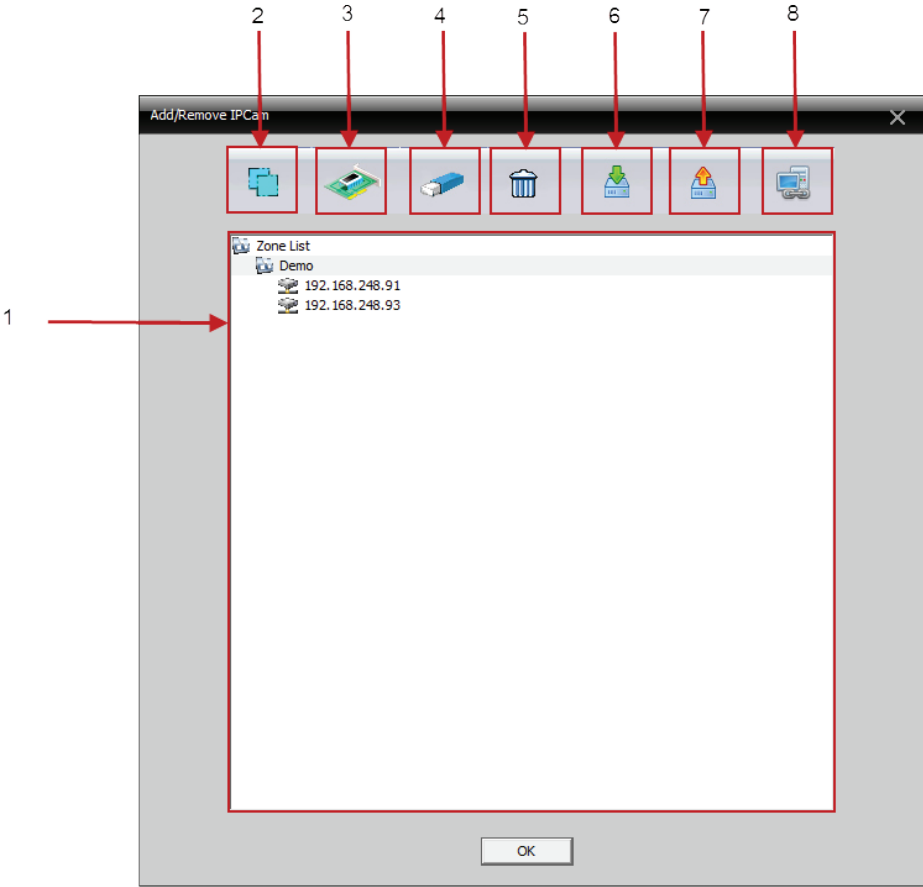 2 3 4 5 6 7 8
Add/Remove IPCam
Zone List
Demo
192.168.248.91
192.168.248.93
1
OK